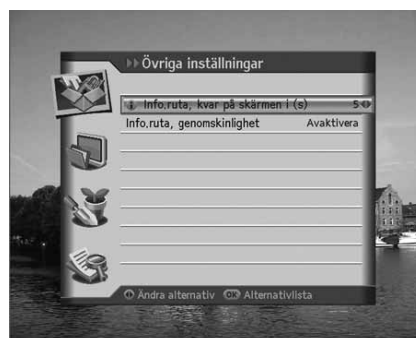 Övriga inställningar
Info.ruta, kvar på skärmen i (s) 5
Info.ruta, genomskinlighet Avaktivera
Ändra alternativ OK Alternativlista